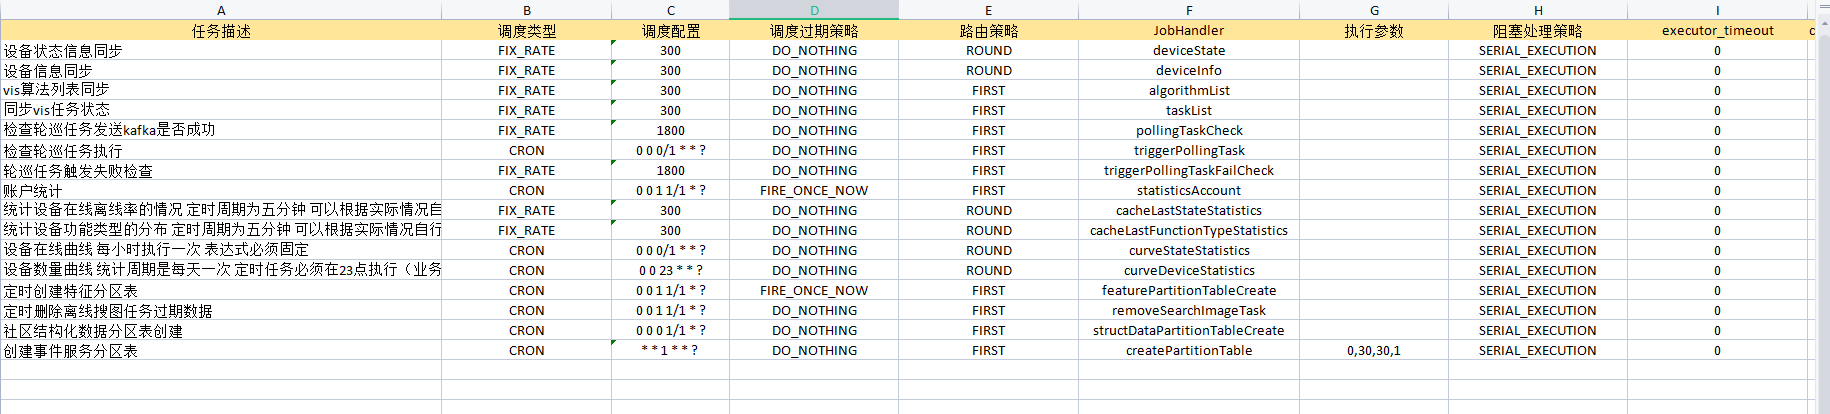 A B C D E F G H I
任务描述 调度类型 调度配置 调度过期策略 路由策略 JobHandler 执行参数 阻塞处理策略 executor_timeout
设备状态信息同步 FIX_RATE 300 DO_NOTHING ROUND deviceState SERIAL_EXECUTION 0
设备信息同步 FIX_RATE 300 DO_NOTHING ROUND deviceInfo SERIAL_EXECUTION 0
vis算法列表同步 FIX_RATE 300 DO_NOTHING FIRST algorithmList SERIAL_EXECUTION 0
同步vis任务状态 FIX_RATE 300 DO_NOTHING FIRST taskList SERIAL_EXECUTION 0
检查轮巡任务发送kafka是否成功 FIX_RATE 1800 DO_NOTHING FIRST pollingTaskCheck SERIAL_EXECUTION 0
检查轮巡任务执行 CRON 0 0 0/1 * * ? DO_NOTHING FIRST triggerPollingTask SERIAL_EXECUTION 0
轮巡任务触发失败检查 FIX_RATE 1800 DO_NOTHING FIRST triggerPollingTaskFailCheck SERIAL_EXECUTION 0
账户统计 CRON 0 0 1 1/1 * ? FIRE_ONCE_NOW FIRST statisticsAccount SERIAL_EXECUTION 0
统计设备在线离线率的情况 定时周期为五分钟 可以根据实际情况自 FIX_RATE 300 DO_NOTHING ROUND cacheLastStateStatistics SERIAL_EXECUTION 0
统计设备功能类型的分布 定时周期为五分钟 可以根据实际情况自行 FIX_RATE 300 DO_NOTHING ROUND cacheLastFunctionTypeStatistics SERIAL_EXECUTION 0
设备在线曲线 每小时执行一次 表达式必须固定 CRON 0 0 0/1 * * ? DO_NOTHING ROUND curveStateStatistics SERIAL_EXECUTION 0
设备数量曲线 统计周期是每天一次 定时任务必须在23点执行（业务 CRON 0 0 23 * * ? DO_NOTHING ROUND curveDeviceStatistics SERIAL_EXECUTION 0
定时创建特征分区表 CRON 0 0 1 1/1 * ? FIRE_ONCE_NOW FIRST featurePartitionTableCreate SERIAL_EXECUTION 0
定时删除离线搜图任务过期数据 CRON 0 0 1 1/1 * ? DO_NOTHING FIRST removeSearchImageTask SERIAL_EXECUTION 0
社区结构化数据分区表创建 CRON 0 0 0 1/1 * ? DO_NOTHING FIRST structDataPartitionTableCreate SERIAL_EXECUTION 0
创建事件服务分区表 CRON * * 1 * * ? DO_NOTHING FIRST createPartitionTable 0,30,30,1 SERIAL_EXECUTION 0